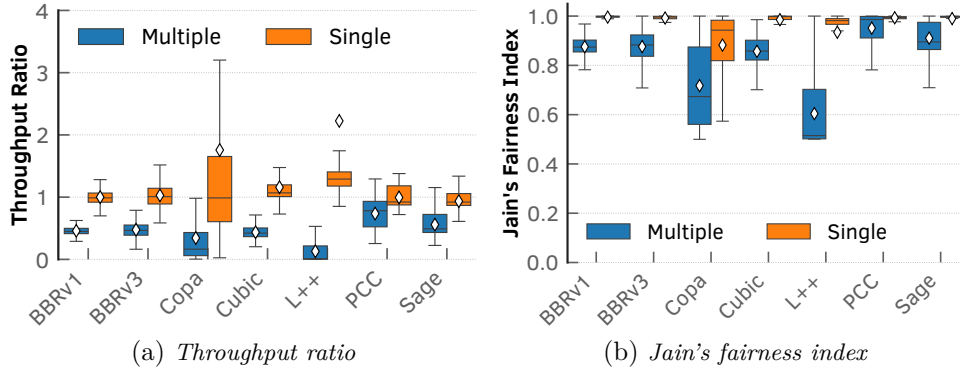 4
3
2
1
0
Throughput Ratio
Multiple
Single
BBRv1
BBRv3
Copa
Cubic
L++
PCC
Sage
(a) Throughput ratio
1.0
0.8
0.6
0.4
0.2
0.0
Jain's Fairness Index
Multiple
Single
BBRv1
BBRv3
Copa
Cubic
L++
PCC
Sage
(b) Jain's fairness index